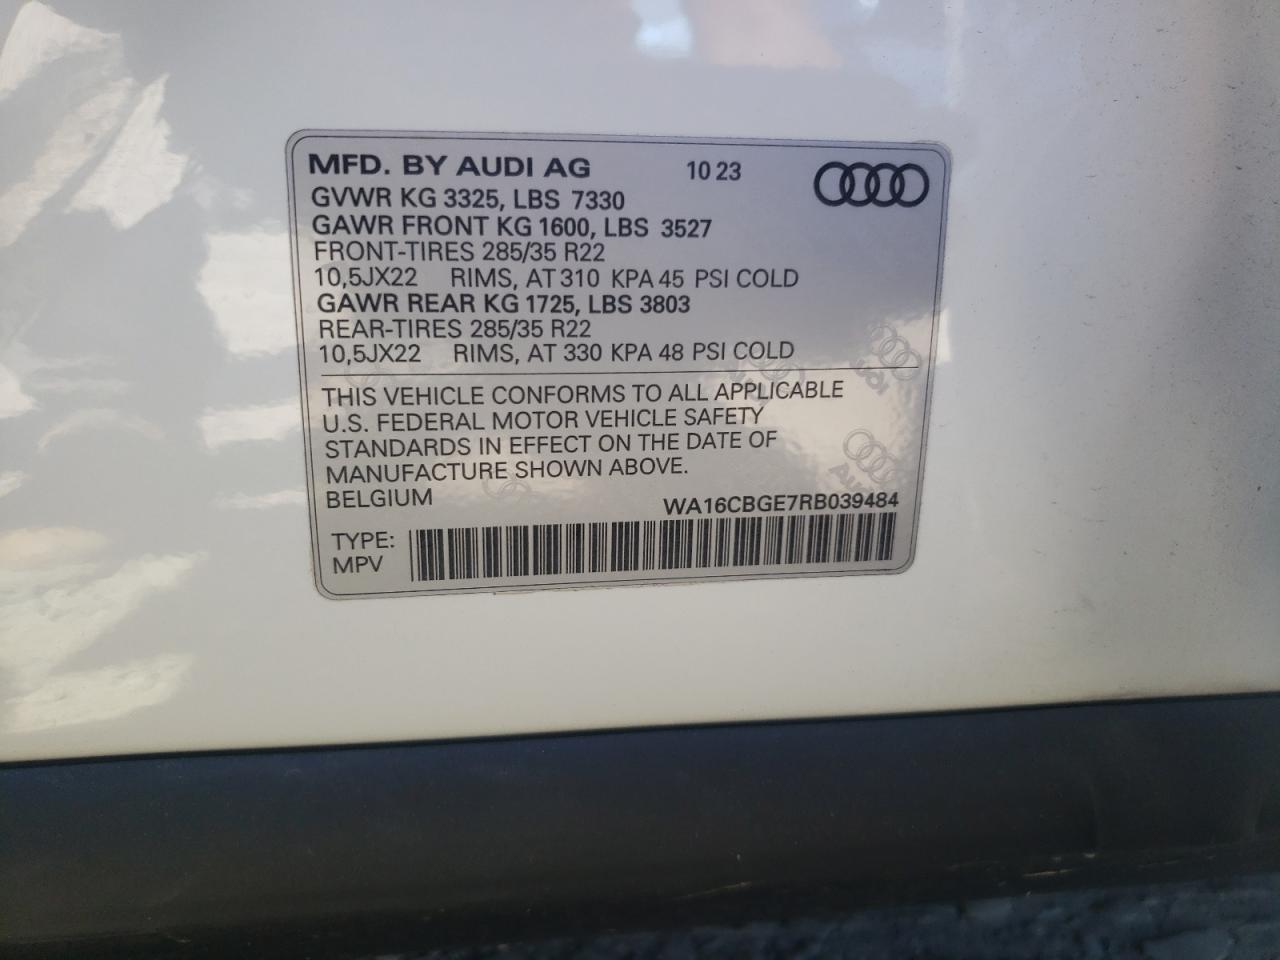 MFD. BY AUDI AG 10 23
GVWR KG 3325, LBS 7330
GAWR FRONT KG 1600, LBS 3527
FRONT-TIRES 285/35 R22
10,5JX22 RIMS, AT 310 KPA 45 PSI COLD
GAWR REAR KG 1725, LBS 3803
REAR-TIRES 285/35 R22
10,5JX22 RIMS, AT 330 KPA 48 PSI COLD
THIS VEHICLE CONFORMS TO ALL APPLICABLE
U.S. FEDERAL MOTOR VEHICLE SAFETY
STANDARDS IN EFFECT ON THE DATE OF
MANUFACTURE SHOWN ABOVE.
BELGIUM WA16CBGE7RB039484
TYPE:
MPV